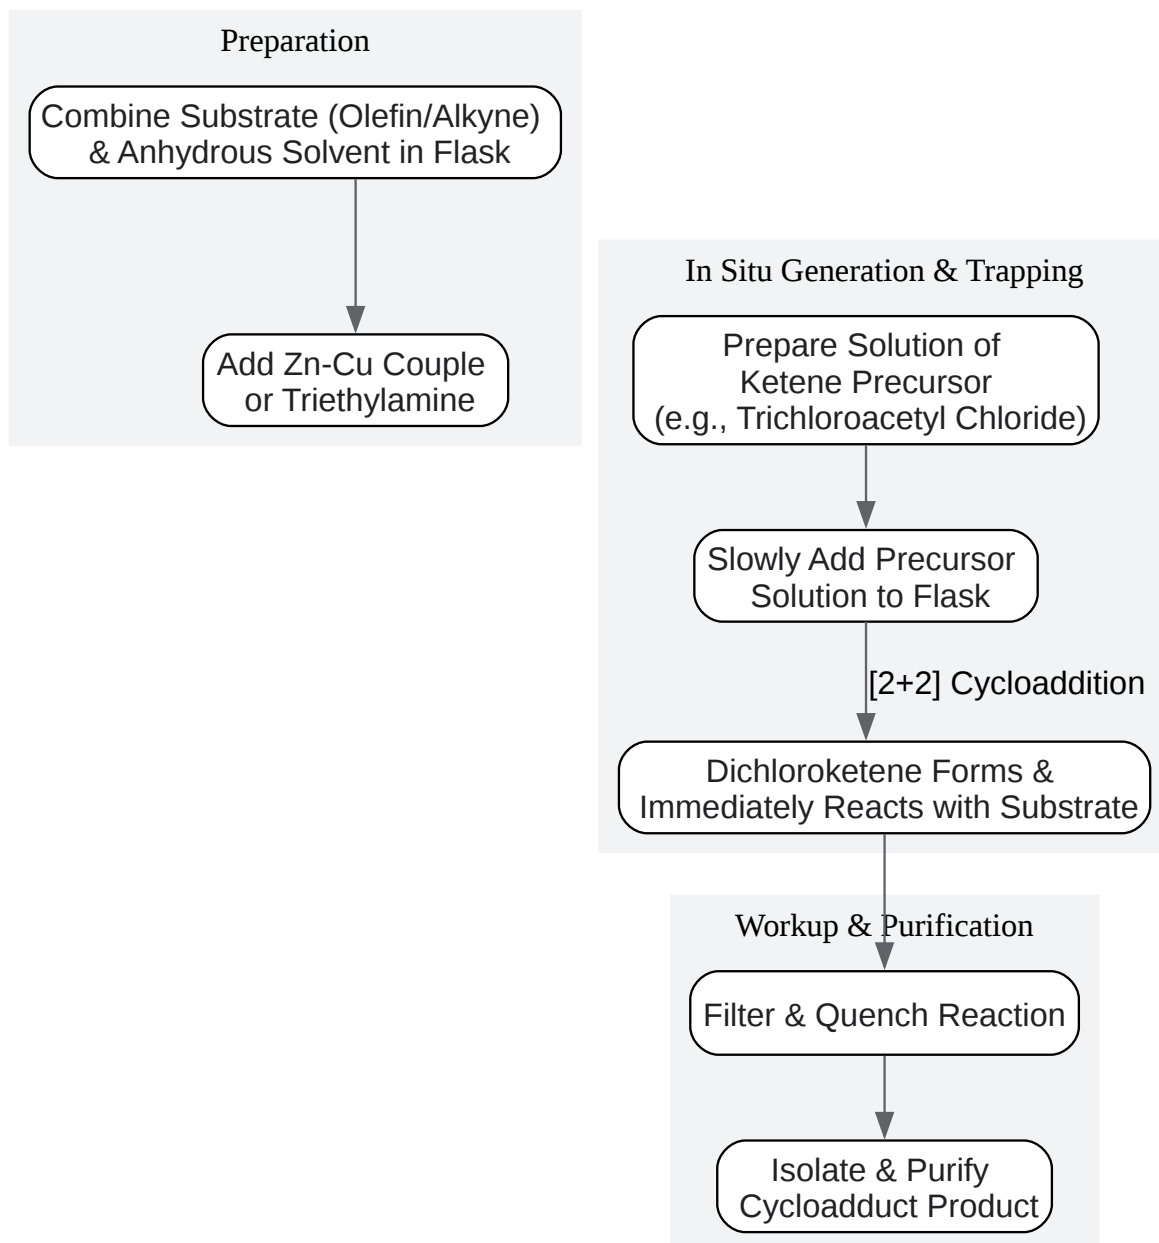 Preparation
Combine Substrate (Olefin/Alkyne)
& Anhydrous Solvent in Flask
Add Zn-Cu Couple
or Triethylamine
In Situ Generation & Trapping
Prepare Solution of
Ketene Precursor
(e.g., Trichloroacetyl Chloride)
Slowly Add Precursor
Solution to Flask
[2+2] Cycloaddition
Dichloroketene Forms &
Immediately Reacts with Substrate
Workup & Purification
Filter & Quench Reaction
Isolate & Purify
Cycloadduct Product